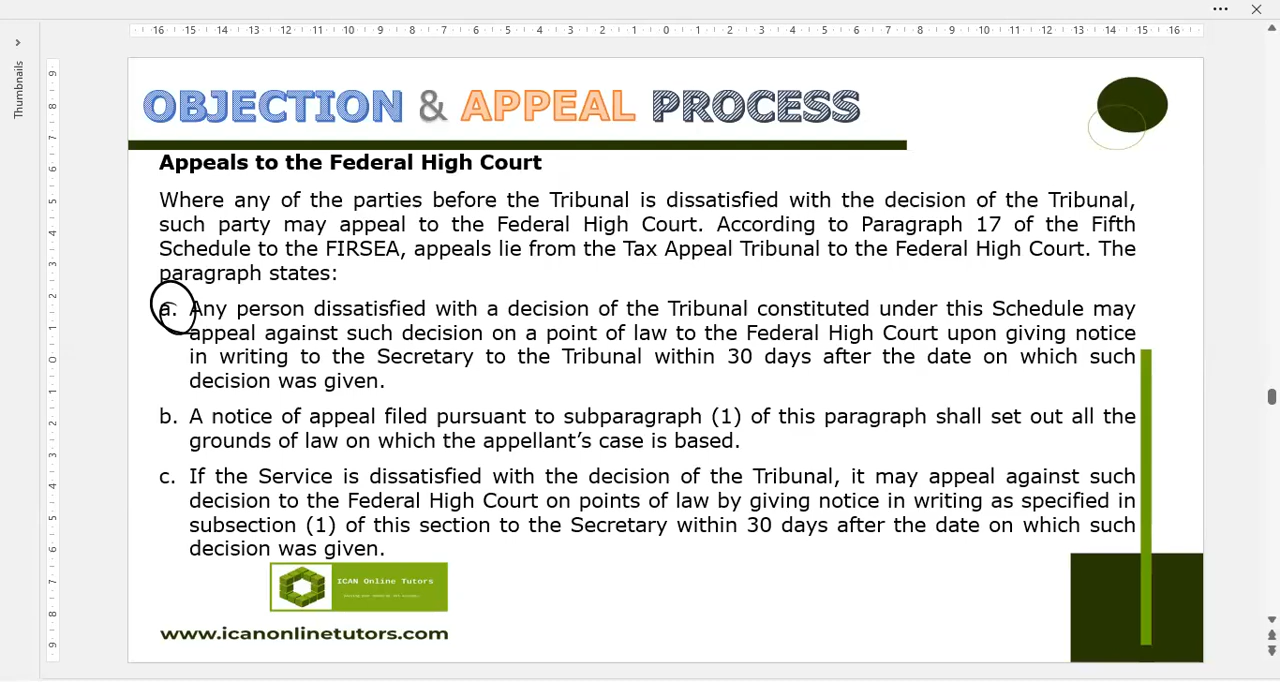 Thumbnails
OBJECTION & APPEAL PROCESS
Appeals to the Federal High Court
Where any of the parties before the Tribunal is dissatisfied with the decision of the Tribunal,
such party may appeal to the Federal High Court. According to Paragraph 17 of the Fifth
Schedule to the FIRSEA, appeals lie from the Tax Appeal Tribunal to the Federal High Court. The
paragraph states:
a. Any person dissatisfied with a decision of the Tribunal constituted under this Schedule may
appeal against such decision on a point of law to the Federal High Court upon giving notice
in writing to the Secretary to the Tribunal within 30 days after the date on which such
decision was given.
b. A notice of appeal filed pursuant to subparagraph (1) of this paragraph shall set out all the
grounds of law on which the appellant’s case is based.
c. If the Service is dissatisfied with the decision of the Tribunal, it may appeal against such
decision to the Federal High Court on points of law by giving notice in writing as specified in
subsection (1) of this section to the Secretary within 30 days after the date on which such
decision was given.
ICAN Online Tutors
www.icanonlinetutors.com